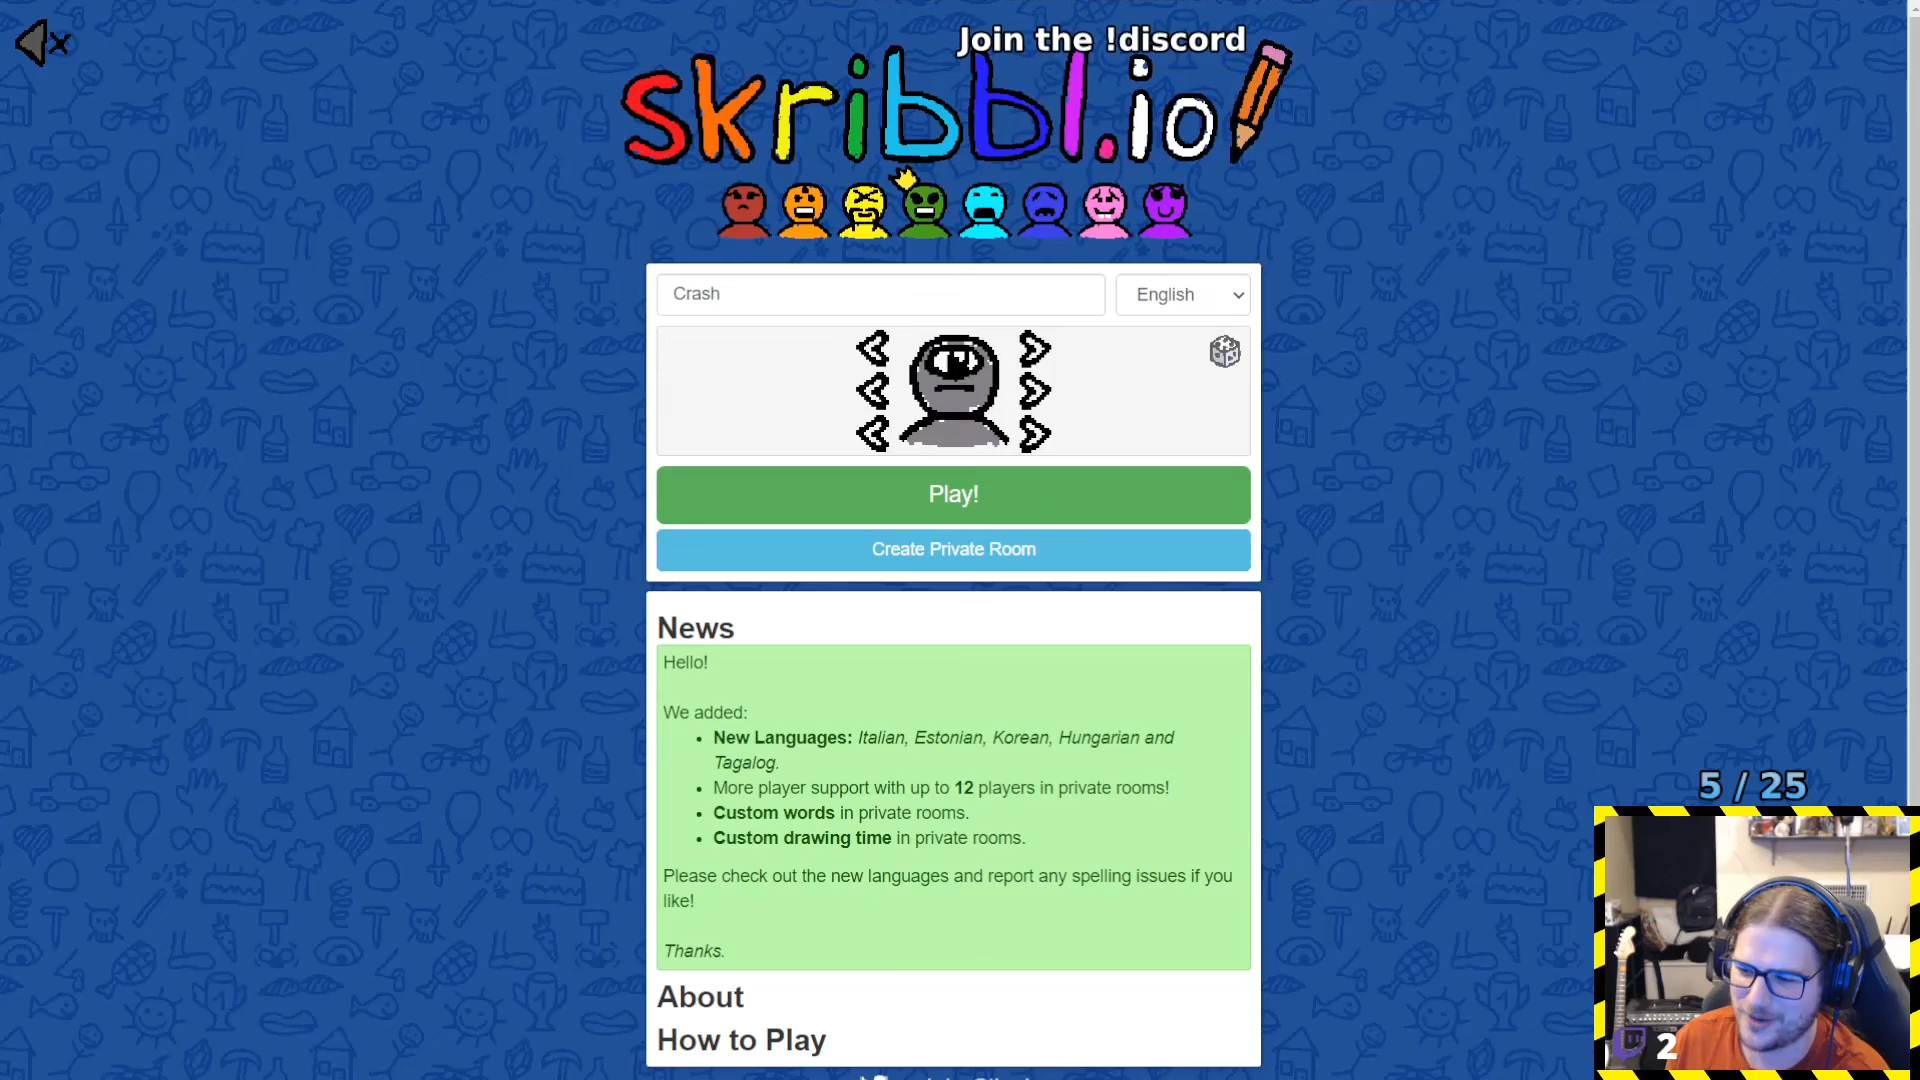 Join the !discord
skribbl.io
Crash
English
Play!
Create Private Room
News
Hello!
We added:
New Languages: Italian, Estonian, Korean, Hungarian and
Tagalog.
More player support with up to 12 players in private rooms!
Custom words in private rooms.
Custom drawing time in private rooms.
Please check out the new languages and report any spelling issues if you
like!
Thanks.
About
How to Play
5 / 25
2